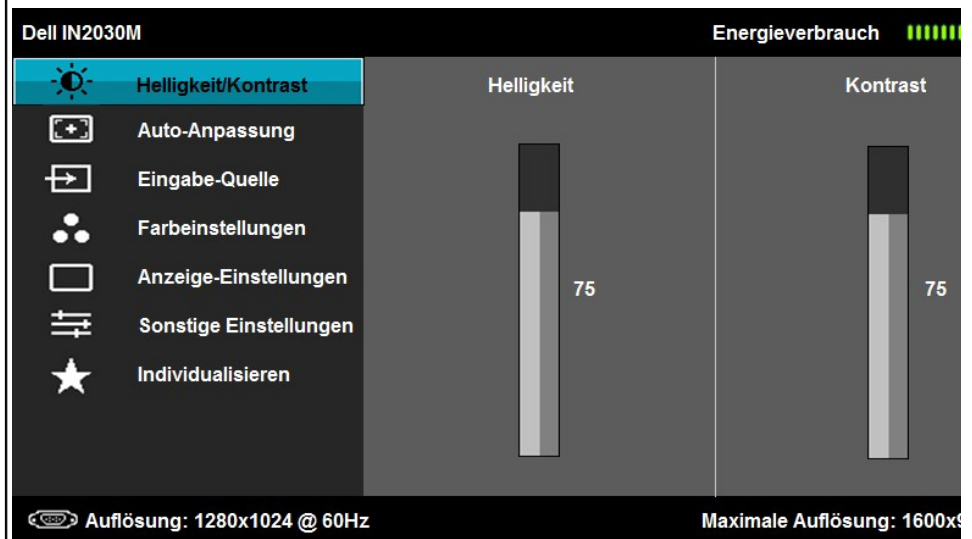 Dell IN2030M Energieverbrauch
Helligkeit/Kontrast Helligkeit Kontrast
Auto-Anpassung
Eingabe-Quelle
Farbeinstellungen
Anzeige-Einstellungen 75 75
Sonstige Einstellungen
Individualisieren
Auflösung: 1280x1024 @ 60Hz Maximale Auflösung: